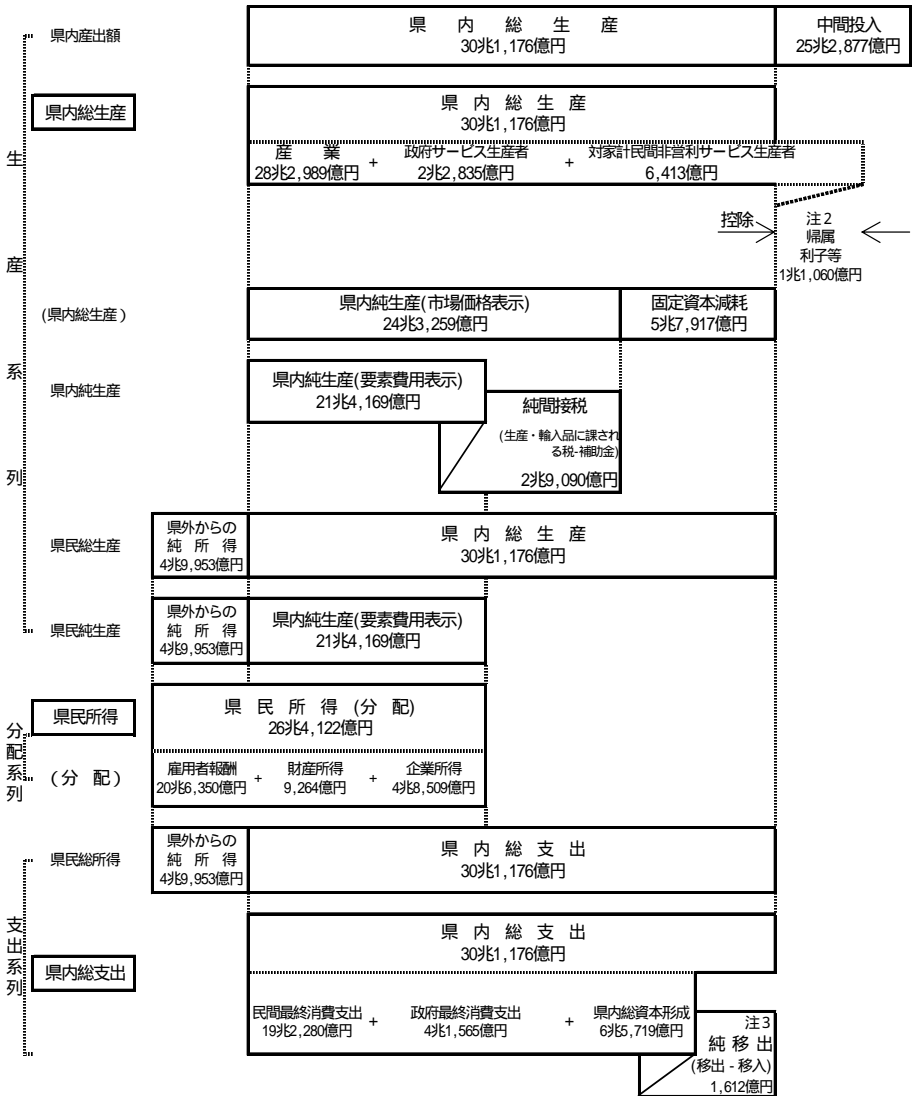 県内産出額
県内総生産
30兆1,176億円
中間投入
25兆2,877億円
生産系列
県内総生産
県内総生産
30兆1,176億円
産業
28兆2,989億円
+
政府サービス生産者
2兆2,835億円
+
対家計民間非営利サービス生産者
6,413億円
控除
注2
帰属
利子等
1兆1,060億円
(県内総生産)
県内純生産(市場価格表示)
24兆3,259億円
固定資本減耗
5兆7,917億円
県内純生産
県内純生産(要素費用表示)
21兆4,169億円
純間接税
(生産・輸入品に課され
る税-補助金)
2兆9,090億円
県民総生産
県外からの
純所得
4兆9,953億円
県内総生産
30兆1,176億円
県民純生産
県外からの
純所得
4兆9,953億円
県内純生産(要素費用表示)
21兆4,169億円
分配系列
県民所得
(分配)
県民所得(分配)
26兆4,122億円
雇用者報酬
20兆6,350億円
+
財産所得
9,264億円
+
企業所得
4兆8,509億円
支出系列
県民総所得
県外からの
純所得
4兆9,953億円
県内総支出
30兆1,176億円
県内総支出
県内総支出
30兆1,176億円
民間最終消費支出
19兆2,280億円
+
政府最終消費支出
4兆1,565億円
+
県内総資本形成
6兆5,719億円
注3
純移出
(移出-移入)
1,612億円